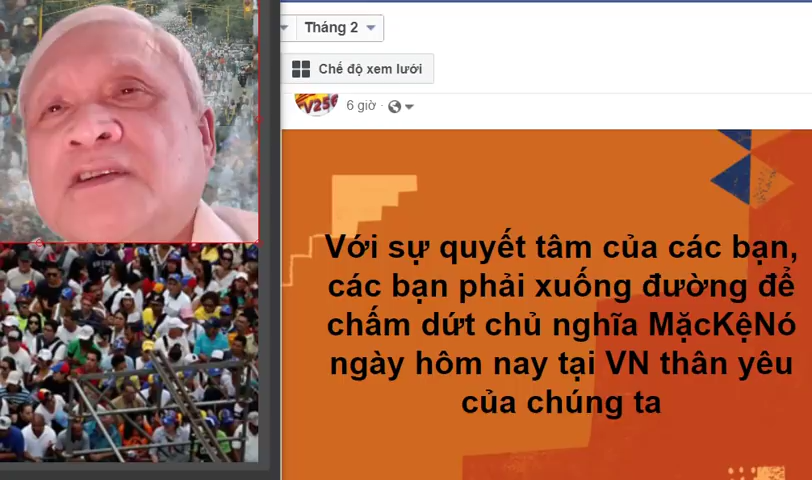 Tháng 2
Chế độ xem lưới
V256
6 giờ
Với sự quyết tâm của các bạn,
các bạn phải xuống đường để
chấm dứt chủ nghĩa MặcKệNó
ngày hôm nay tại VN thân yêu
của chúng ta